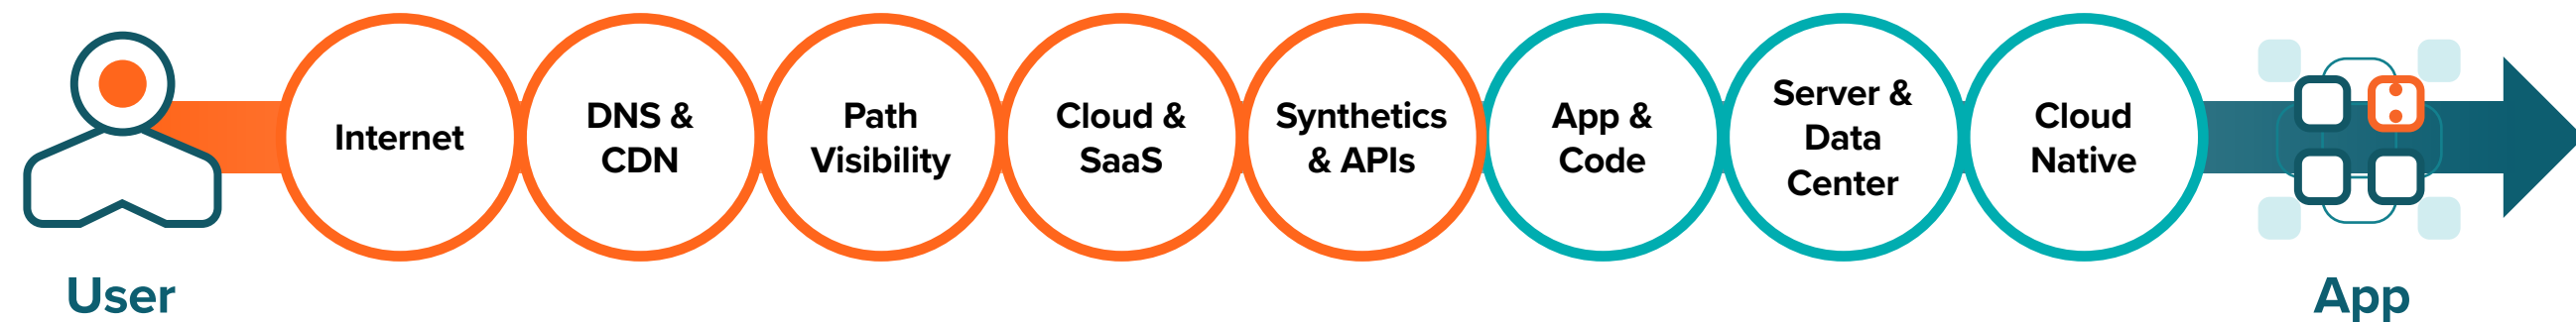 Internet
DNS &
CDN
Path
Visibility
Cloud &
SaaS
Synthetics
& APIs
App &
Code
Server &
Data
Center
Cloud
Native
User
App